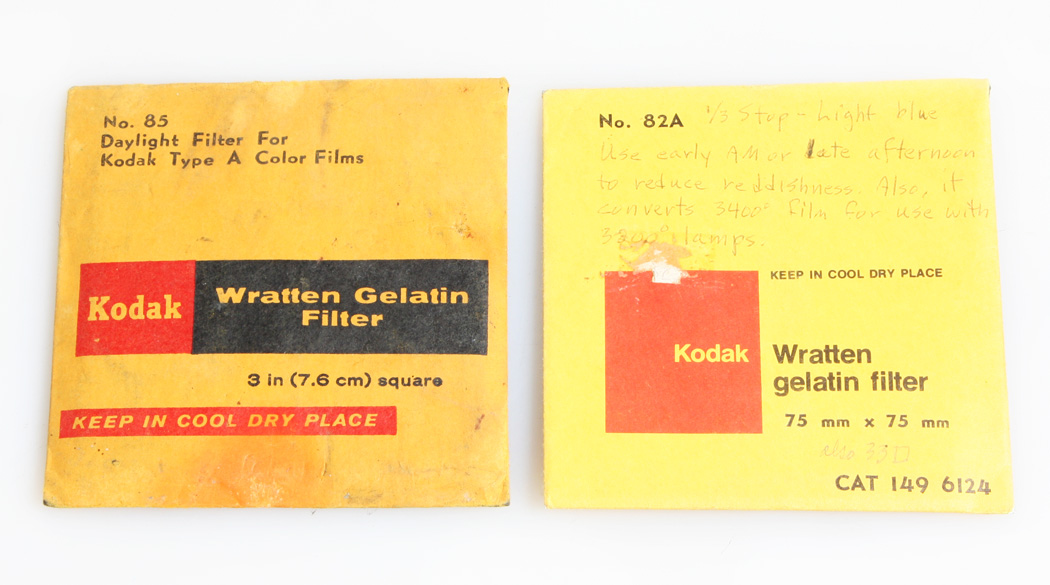 No. 85
Daylight Filter For
Kodak Type A Color Films
Kodak
Wratten Gelatin
Filter
3 in (7.6 cm) square
KEEP IN COOL DRY PLACE
No. 82A 1/3 Stop - Light blue
Use early AM or late afternoon
to reduce reddishness. Also, it
converts 3400° film for use with
lamps.
KEEP IN COOL DRY PLACE
Kodak
Wratten
gelatin filter
75 mm x 75 mm
also 33
CAT 149 6124